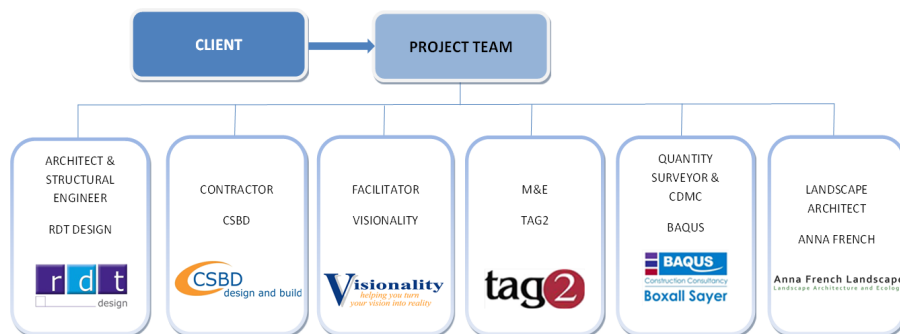 CLIENT
PROJECT TEAM
ARCHITECT &
STRUCTURAL
ENGINEER
RDT DESIGN
rdt
design
CONTRACTOR
CSBD
CSBD
design and build
FACILITATOR
VISIONALITY
Visionality
helping you turn
your vision into reality
M&E
TAG2
tag2
QUANTITY
SURVEYOR &
CDMC
BAQUS
BAQUS
Construction Consultancy
Boxall Sayer
LANDSCAPE
ARCHITECT
ANNA FRENCH
Anna French Landscape
Landscape Architecture and Ecolog